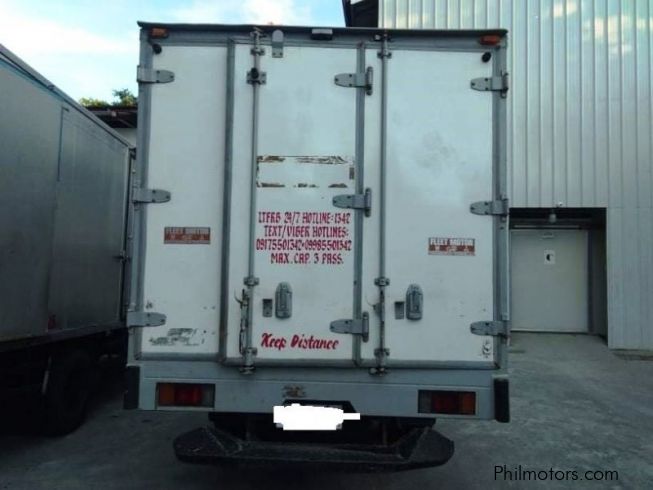 LTFRB 24/7 HOTLINE:1342
TEXT/VIBER HOTLINES:
09175501342•09985501342
MAX. CAP. 3 PASS.
FLEET MOTOR
FLEET MOTOR
Keep Distance
Philmotors.com